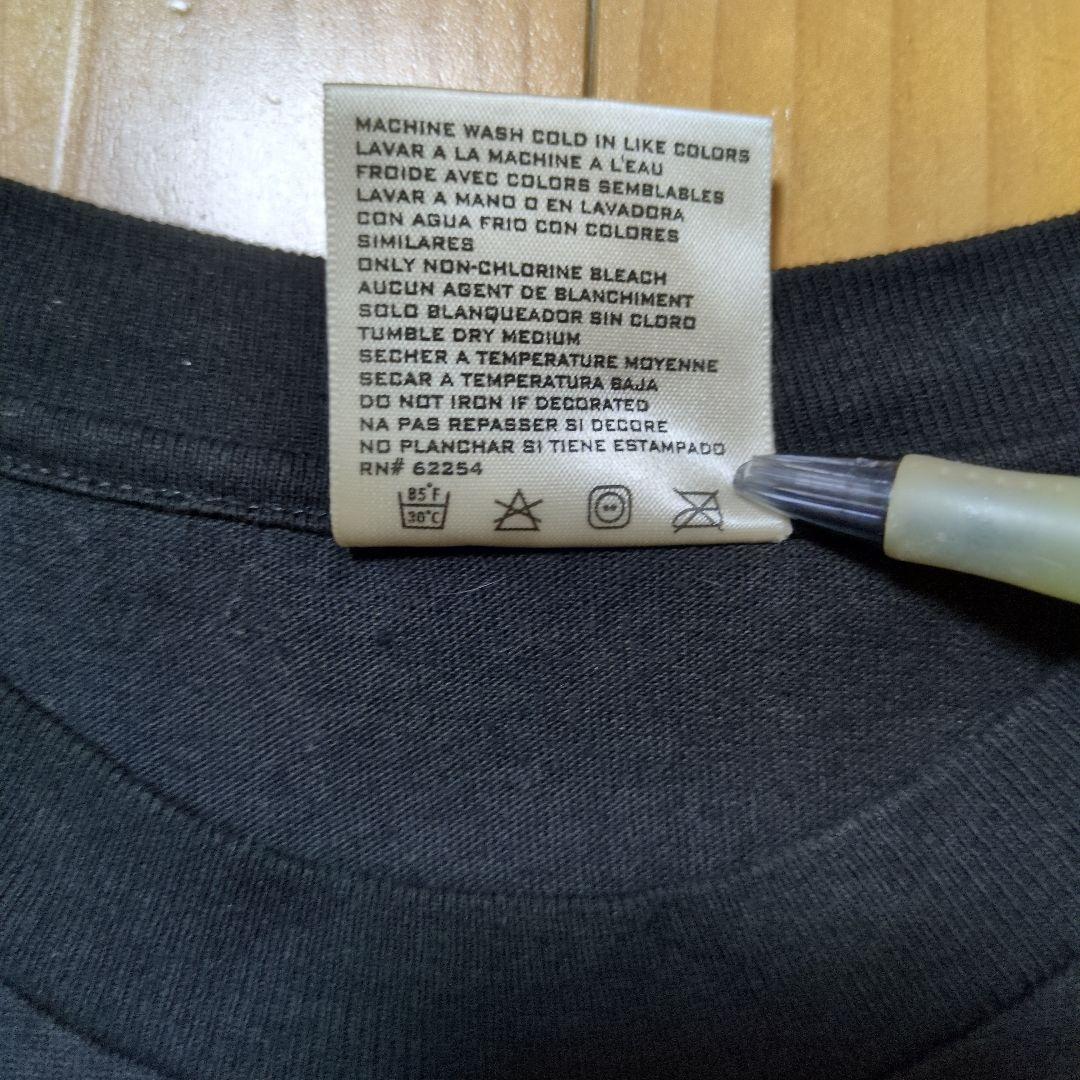 MACHINE WASH COLD IN LIKE COLORS
LAVAR A LA MACHINE A L'EAU
FROIDE AVEC COLORS SEMBLABLES
LAVAR A MANO O EN LAVADORA
CON AGUA FRIO CON COLORES
SIMILARES
ONLY NON-CHLORINE BLEACH
AUCUN AGENT DE BLANCHIMENT
SOLO BLANQUEADOR SIN CLORO
TUMBLE DRY MEDIUM
SECHER A TEMPERATURE MOYENNE
SECAR A TEMPERATURA BAJA
DO NOT IRON IF DECORATED
NA PAS REPASSER SI DECORE
NO PLANCHAR SI TIENE ESTAMPADO
RN# 62254
85°F
30°C